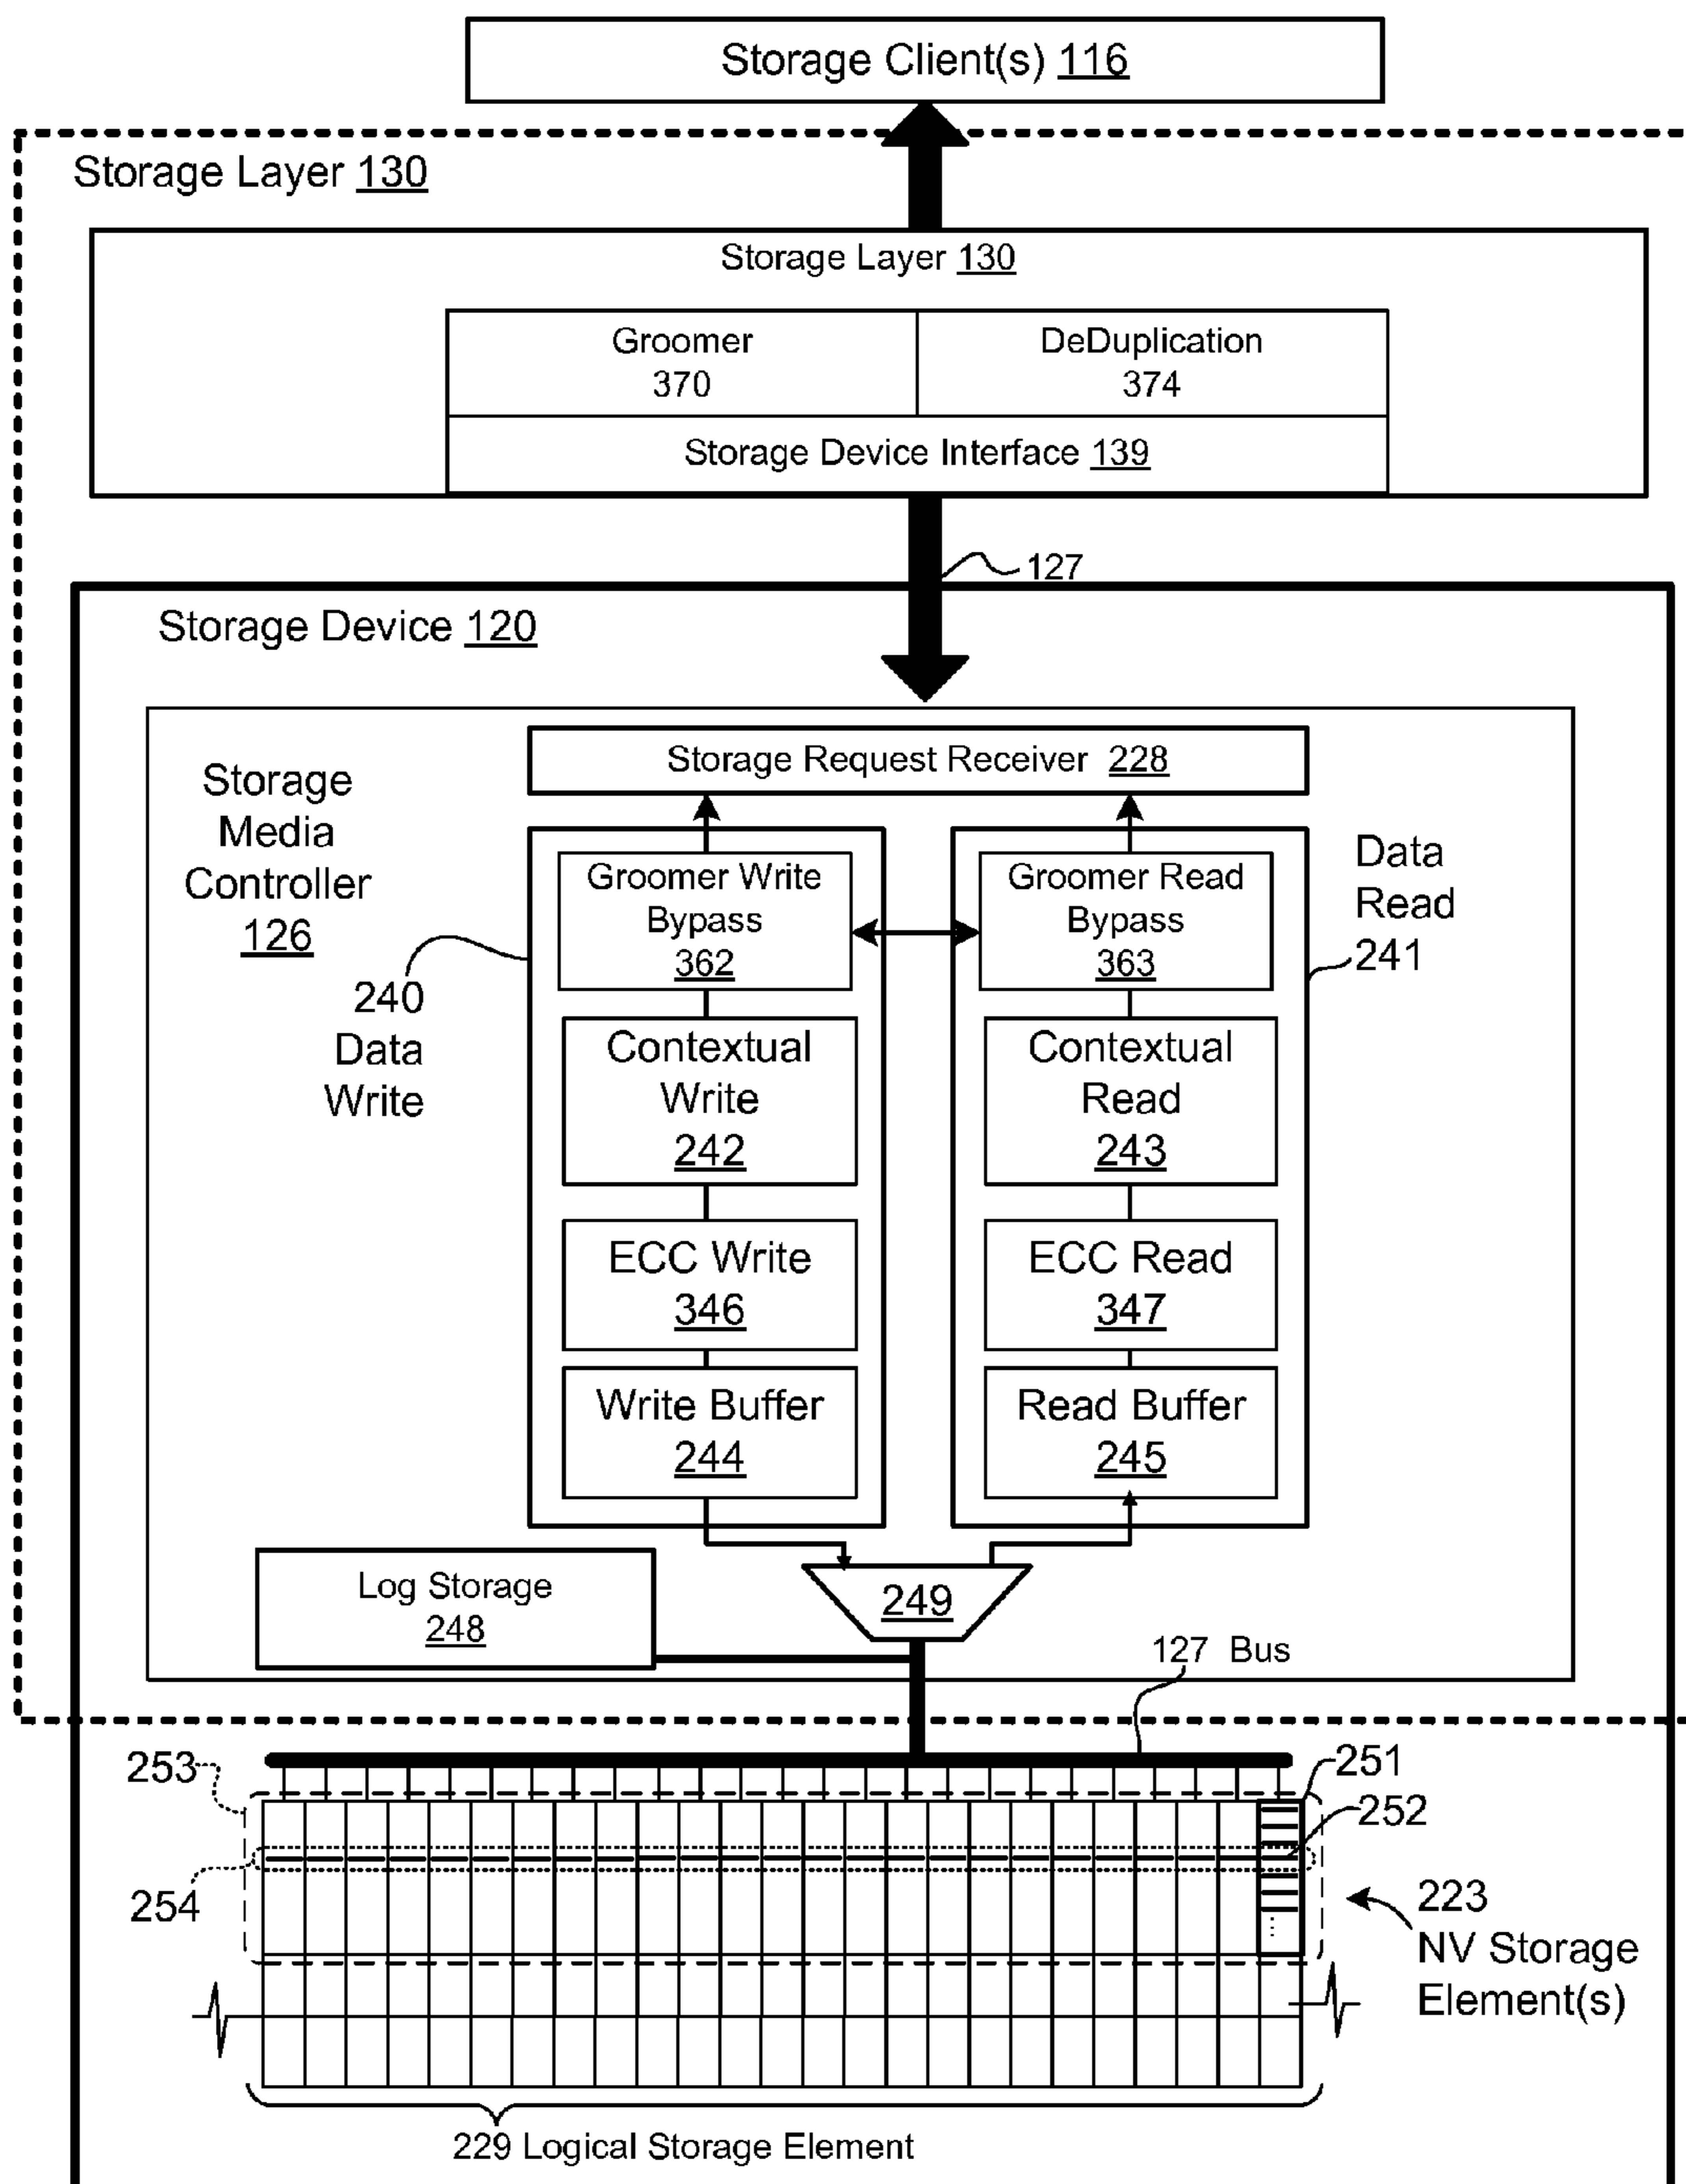 Storage Client(s) 116
Storage Layer 130
Storage Layer 130
Groomer
370
DeDuplication
374
Storage Device Interface 139
127
Storage Device 120
Storage Request Receiver 228
Storage
Media
Controller
126
Groomer Write
Bypass
362
Groomer Read
Bypass
363
Data
Read
241
240
Data
Write
Contextual
Write
242
Contextual
Read
243
ECC Write
346
ECC Read
347
Write Buffer
244
Read Buffer
245
Log Storage
248
249
127 Bus
253
251
252
254
223
NV Storage
Element(s)
229 Logical Storage Element